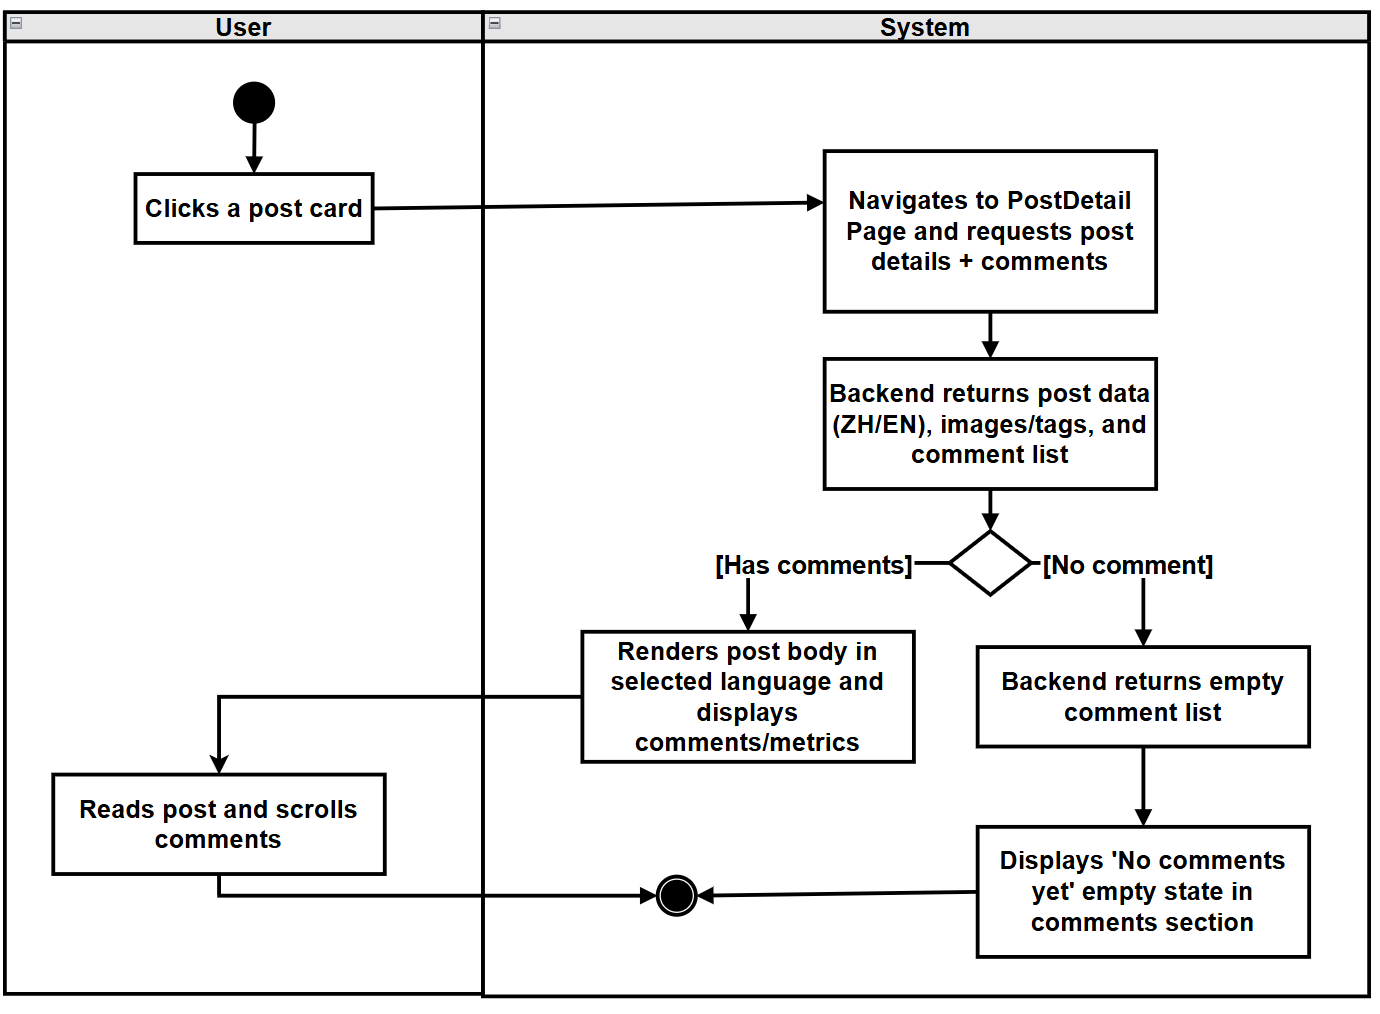 User
System
Clicks a post card
Navigates to PostDetail
Page and requests post
details + comments
Backend returns post data
(ZH/EN), images/tags, and
comment list
[Has comments]
[No comment]
Renders post body in
selected language and
displays
comments/metrics
Backend returns empty
comment list
Reads post and scrolls
comments
Displays 'No comments
yet' empty state in
comments section